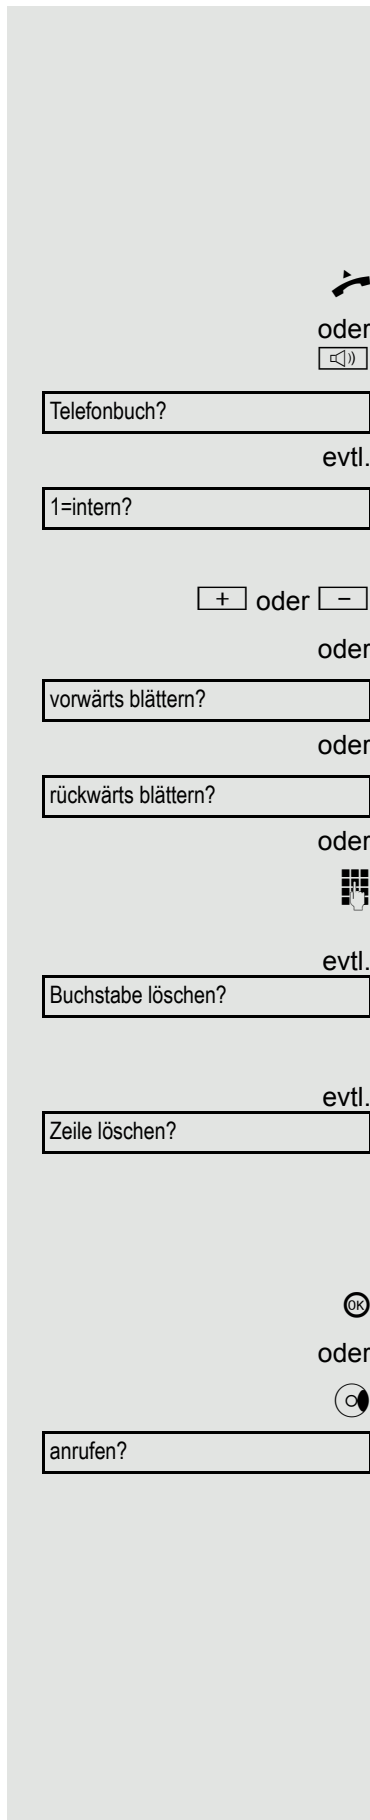 oder
Telefonbuch?
evtl.
1=intern?
+ oder −
oder
vorwärts blättern?
oder
rückwärts blättern?
oder
evtl.
Buchstabe löschen?
evtl.
Zeile löschen?
OK
oder
anrufen?